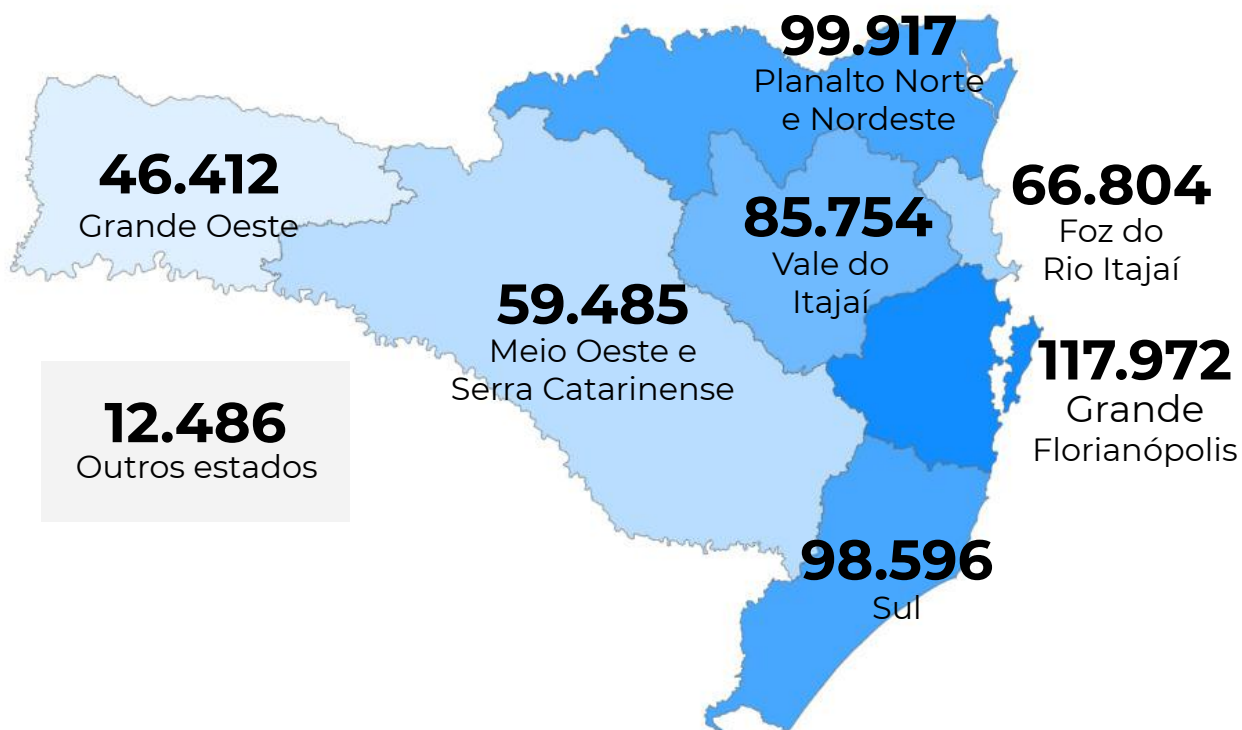 99.917
Planalto Norte
e Nordeste
46.412
Grande Oeste
66.804
Foz do
Rio Itajaí
85.754
Vale do
Itajaí
59.485
Meio Oeste e
Serra Catarinense
117.972
Grande
Florianópolis
12.486
Outros estados
98.596
Sul